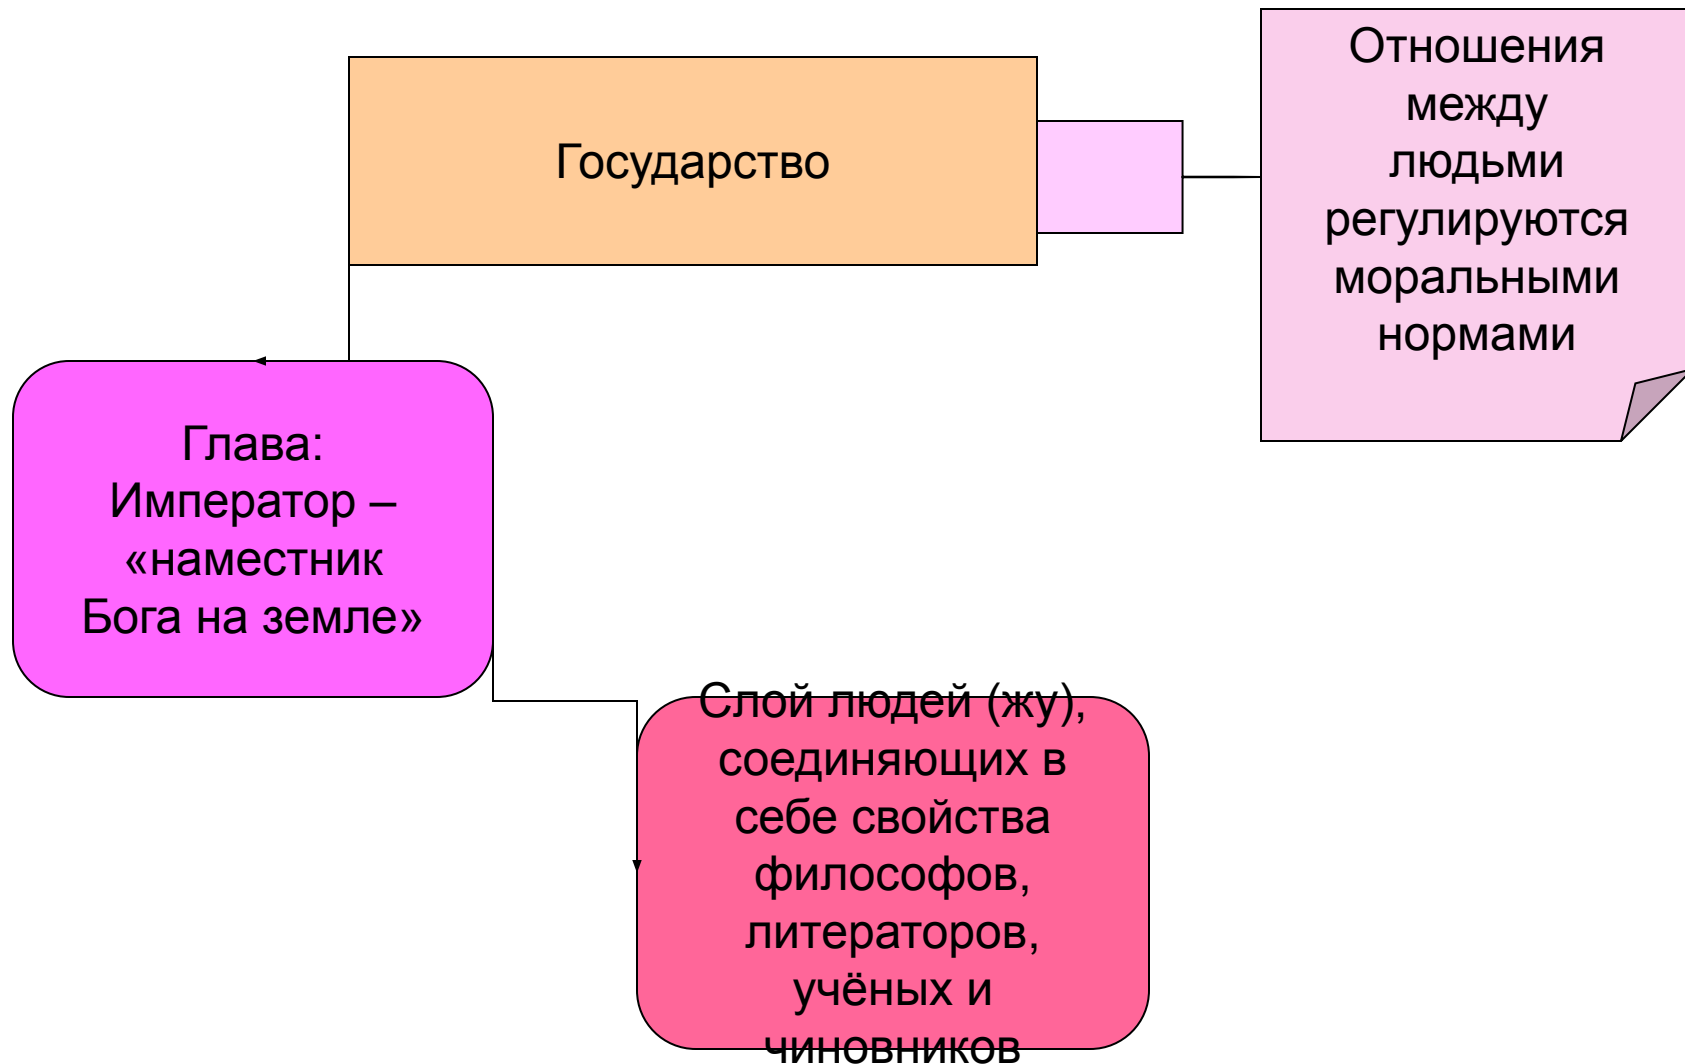 Государство
Отношения
между
людьми
регулируются
моральными
нормами
Глава:
Император –
«наместник
Бога на земле»
Слой людей (жу),
соединяющих в
себе свойства
философов,
литераторов,
учёных и
чиновников